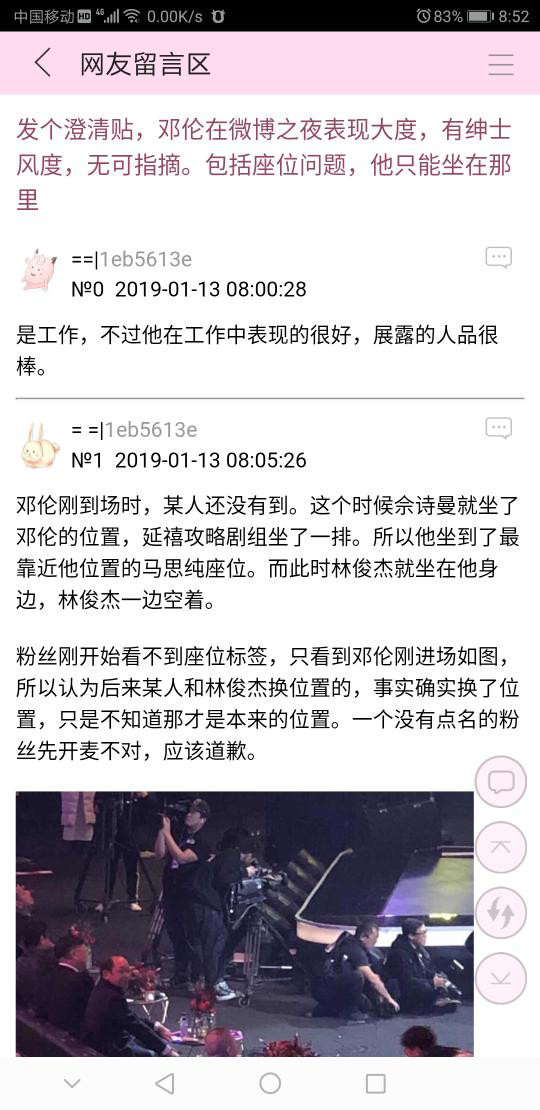 中国移动 HD 46 0.00K/s 83% 8:52
网友留言区
发个澄清贴，邓伦在微博之夜表现大度，有绅士
风度，无可指摘。包括座位问题，他只能坐在那
里
==|1eb5613e
№0 2019-01-13 08:00:28
是工作，不过他在工作中表现的很好，展露的人品很
棒。
= =|1eb5613e
№1 2019-01-13 08:05:26
邓伦刚到场时，某人还没有到。这个时候佘诗曼就坐了
邓伦的位置，延禧攻略剧组坐了一排。所以他坐到了最
靠近他位置的马思纯座位。而此时林俊杰就坐在他身
边，林俊杰一边空着。
粉丝刚开始看不到座位标签，只看到邓伦刚进场如图，
所以认为后来某人和林俊杰换位置的，事实确实换了位
置，只是不知道那才是本来的位置。一个没有点名的粉
丝先开麦不对，应该道歉。